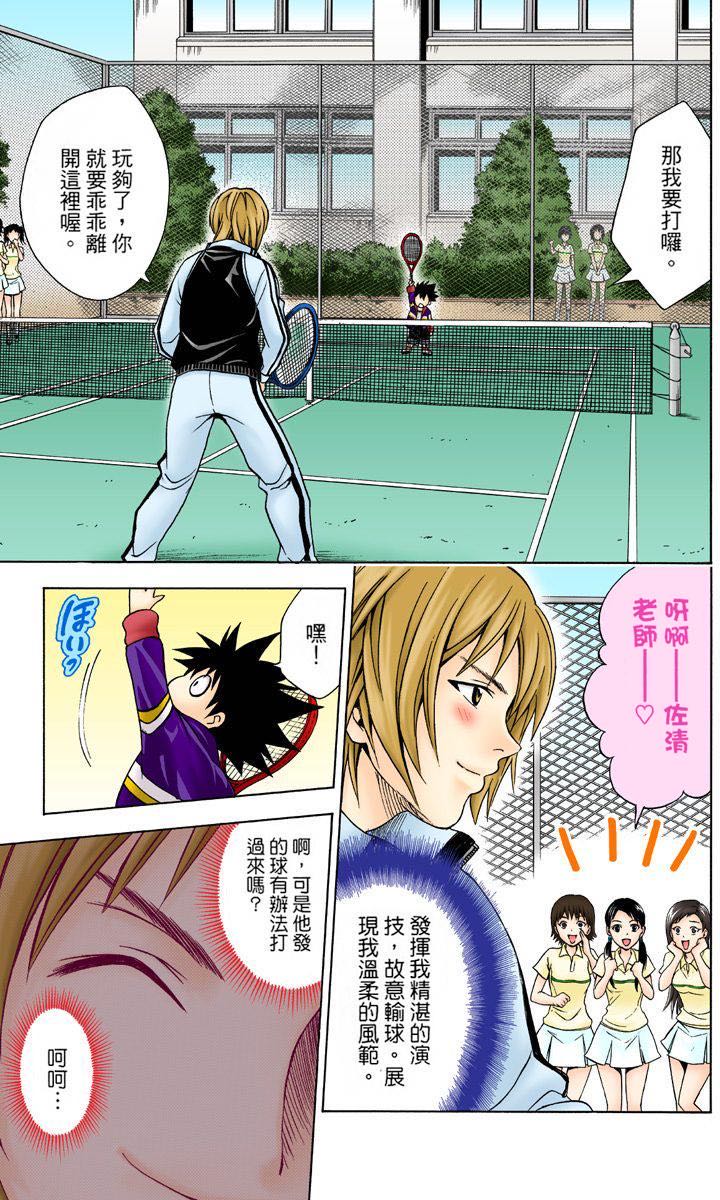 那我要打囉。
玩夠了，你
就要乖乖離
開這裡喔。
呀啊——佐清
老師——♡
發揮我精湛的演
技，故意輸球。展
現我溫柔的風範。
嘿！
ほいっ
啊，可是他發
的球有辦法打
過來嗎？
呵呵…